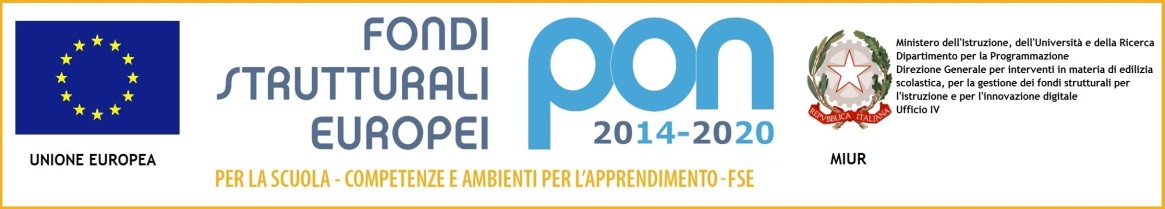 UNIONE EUROPEA
FONDI
STRUTTURALI
EUROPEI
pon
2014-2020
PER LA SCUOLA - COMPETENZE E AMBIENTI PER L'APPRENDIMENTO-FSE
REPVBBLICA ITALIANA
Ministero dell'Istruzione, dell'Università e della Ricerca
Dipartimento per la Programmazione
Direzione Generale per interventi in materia di edilizia
scolastica, per la gestione dei fondi strutturali per
l'istruzione e per l'innovazione digitale
Ufficio IV
MIUR